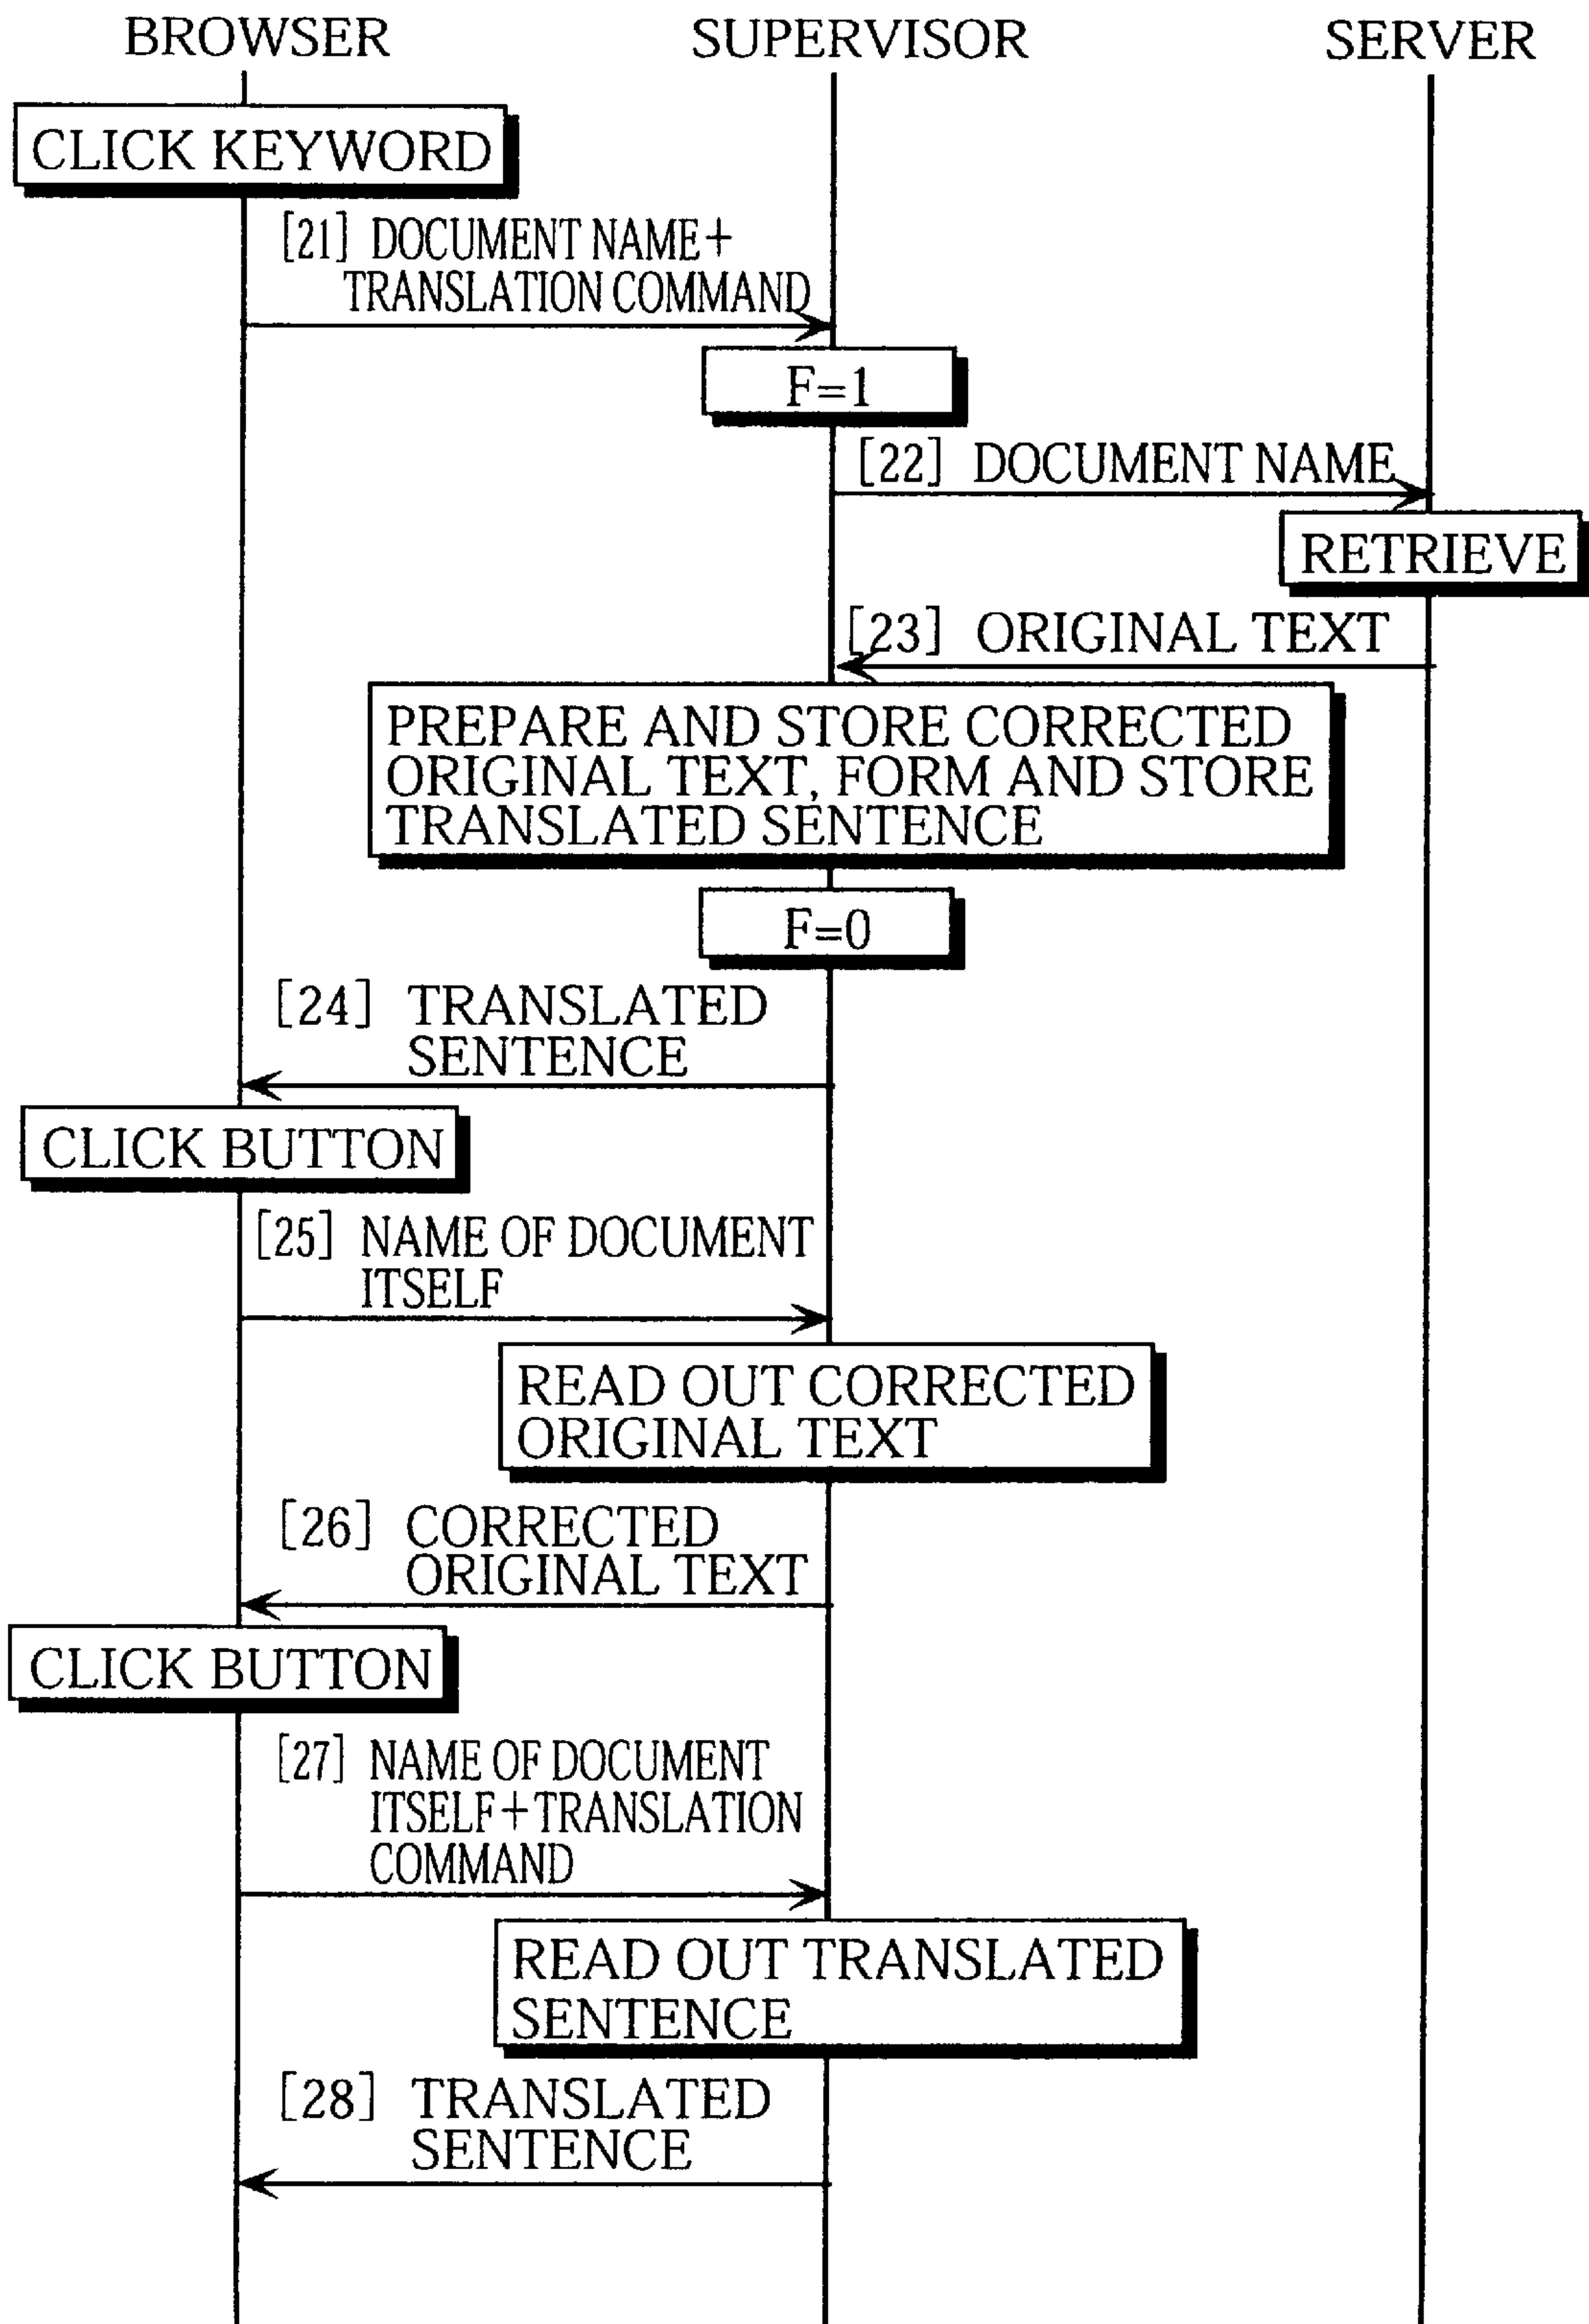 BROWSER SUPERVISOR SERVER
CLICK KEYWORD
[21] DOCUMENT NAME+
TRANSLATION COMMAND
F=1
[22] DOCUMENT NAME
RETRIEVE
[23] ORIGINAL TEXT
PREPARE AND STORE CORRECTED
ORIGINAL TEXT, FORM AND STORE
TRANSLATED SENTENCE
F=0
[24] TRANSLATED
SENTENCE
CLICK BUTTON
[25] NAME OF DOCUMENT
ITSELF
READ OUT CORRECTED
ORIGINAL TEXT
[26] CORRECTED
ORIGINAL TEXT
CLICK BUTTON
[27] NAME OF DOCUMENT
ITSELF+TRANSLATION
COMMAND
READ OUT TRANSLATED
SENTENCE
[28] TRANSLATED
SENTENCE